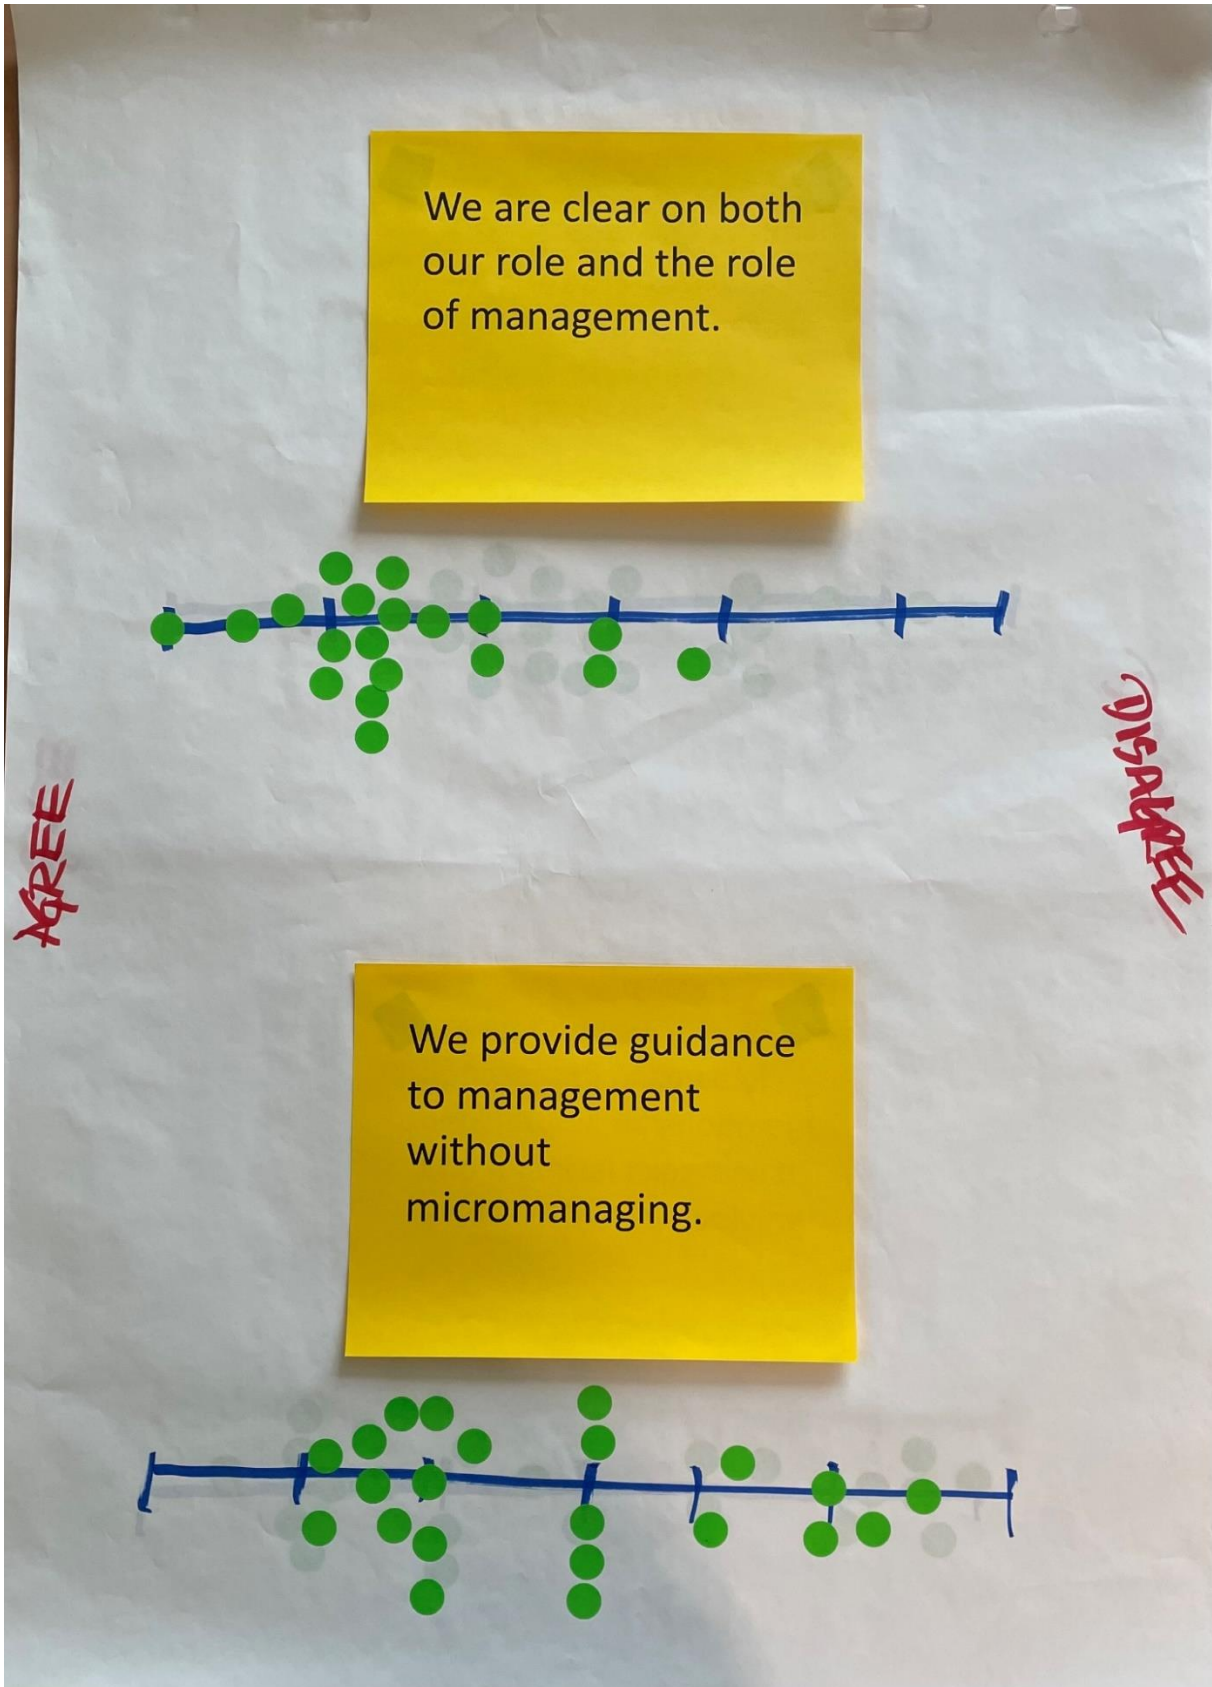 We are clear on both
our role and the role
of management.
AGREE
DISAGREE
We provide guidance
to management
without
micromanaging.